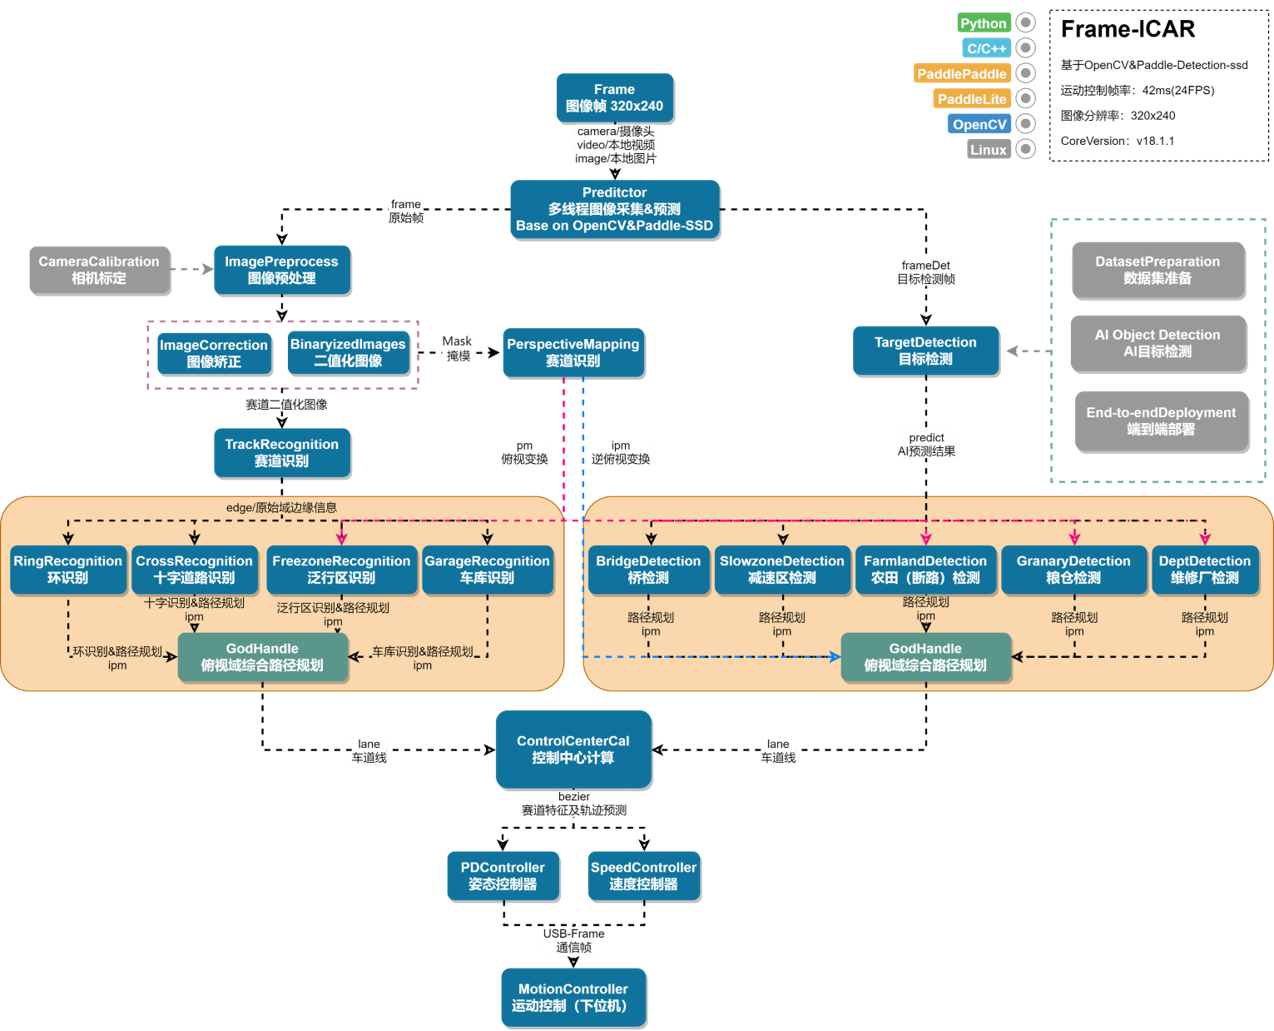 Python
C/C++
PaddlePaddle
PaddleLite
OpenCV
Linux
Frame-ICAR
基于OpenCV&Paddle-Detection-ssd
运动控制帧率：42ms(24FPS)
图像分辨率：320x240
CoreVersion：v18.1.1
Frame
图像帧 320x240
camera/摄像头
video/本地视频
image/本地图片
Preditctor
多线程图像采集&预测
Base on OpenCV&Paddle-SSD
frame
原始帧
CameraCalibration
相机标定
ImagePreprocess
图像预处理
frameDet
目标检测帧
DatasetPreparation
数据集准备
AI Object Detection
AI目标检测
End-to-endDeployment
端到端部署
ImageCorrection
图像矫正
BinaryizedImages
二值化图像
Mask
掩模
PerspectiveMapping
赛道识别
TargetDetection
目标检测
赛道二值化图像
TrackRecognition
赛道识别
pm
俯视变换
ipm
逆俯视变换
predict
AI预测结果
edge/原始域边缘信息
RingRecognition
环识别
CrossRecognition
十字道路识别
FreezoneRecognition
泛行区识别
GarageRecognition
车库识别
BridgeDetection
桥检测
SlowzoneDetection
减速区检测
FarmlandDetection
农田（断路）检测
GranaryDetection
粮仓检测
DeptDetection
维修厂检测
十字识别&路径规划
ipm
泛行区识别&路径规划
ipm
环识别&路径规划
ipm
车库识别&路径规划
ipm
GodHandle
俯视域综合路径规划
路径规划
ipm
路径规划
ipm
路径规划
ipm
路径规划
ipm
路径规划
ipm
GodHandle
俯视域综合路径规划
lane
车道线
ControlCenterCal
控制中心计算
lane
车道线
bezier
赛道特征及轨迹预测
PDController
姿态控制器
SpeedController
速度控制器
USB-Frame
通信帧
MotionController
运动控制（下位机）